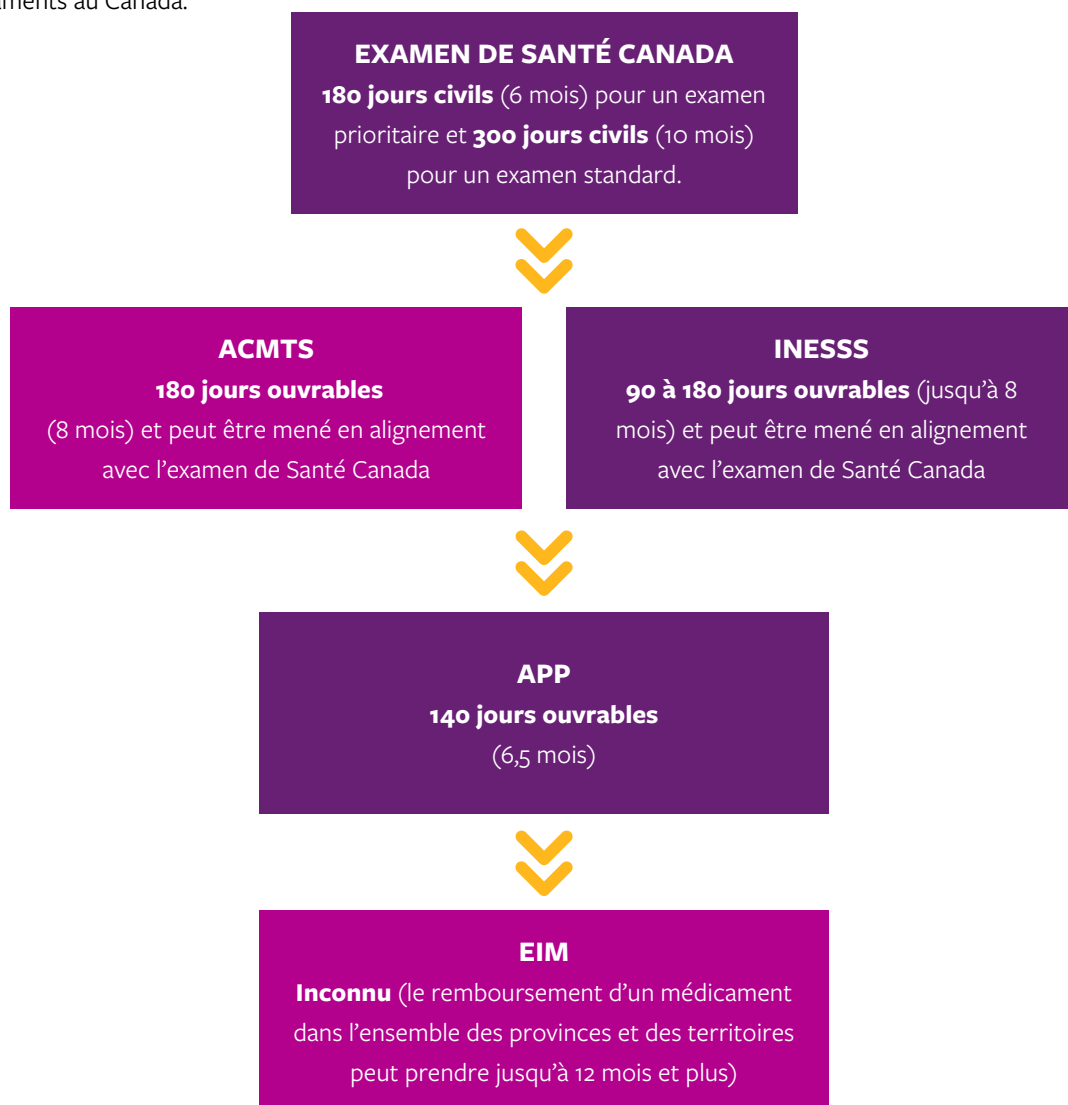 au Canada.
EXAMEN DE SANTÉ CANADA
180 jours civils (6 mois) pour un examen
prioritaire et 300 jours civils (10 mois)
pour un examen standard.
ACMTS
180 jours ouvrables
(8 mois) et peut être mené en alignement
avec l’examen de Santé Canada
INESSS
90 à 180 jours ouvrables (jusqu’à 8
mois) et peut être mené en alignement
avec l’examen de Santé Canada
APP
140 jours ouvrables
(6,5 mois)
EIM
Inconnu (le remboursement d’un médicament
dans l’ensemble des provinces et des territoires
peut prendre jusqu’à 12 mois et plus)